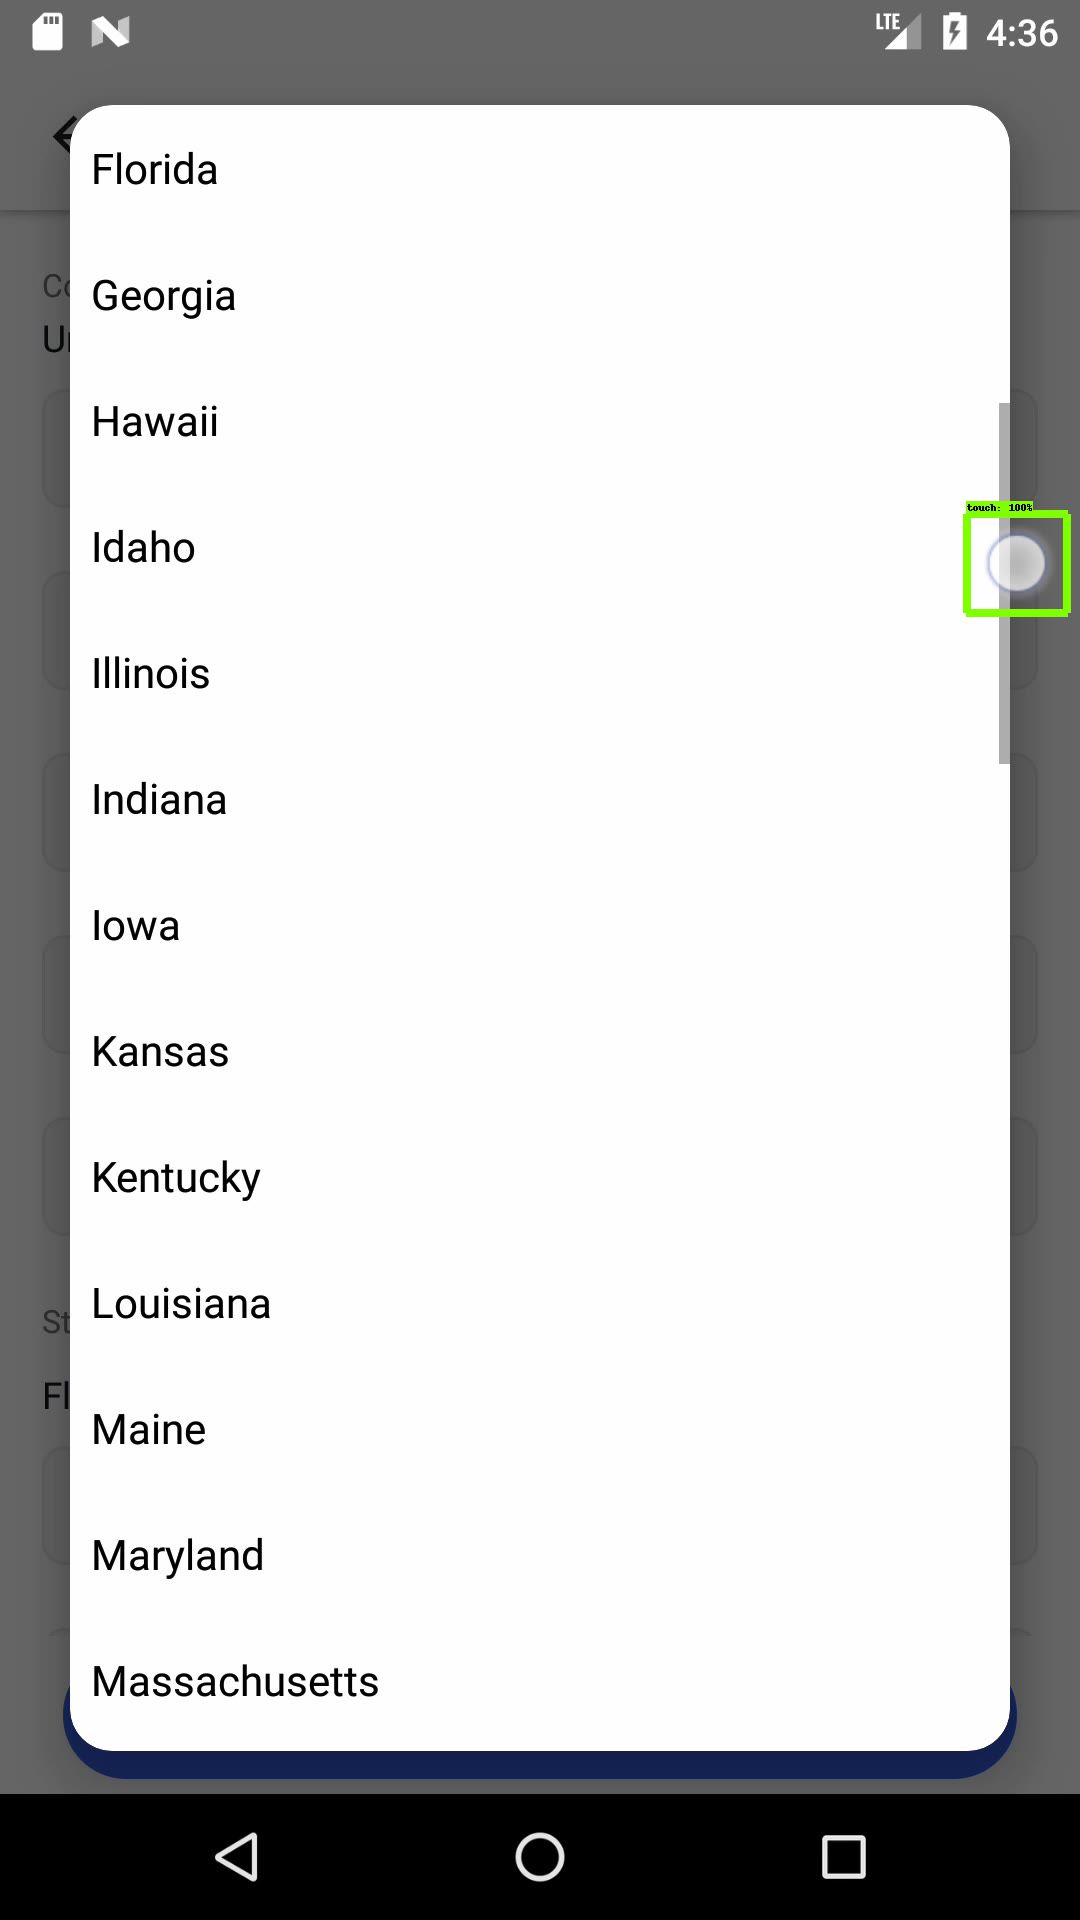 LTE 4:36
Florida
Georgia
Co
Un
Hawaii
touch: 100%
Idaho
Illinois
Indiana
Iowa
Kansas
Kentucky
Louisiana
St
Fl
Maine
Maryland
Massachusetts